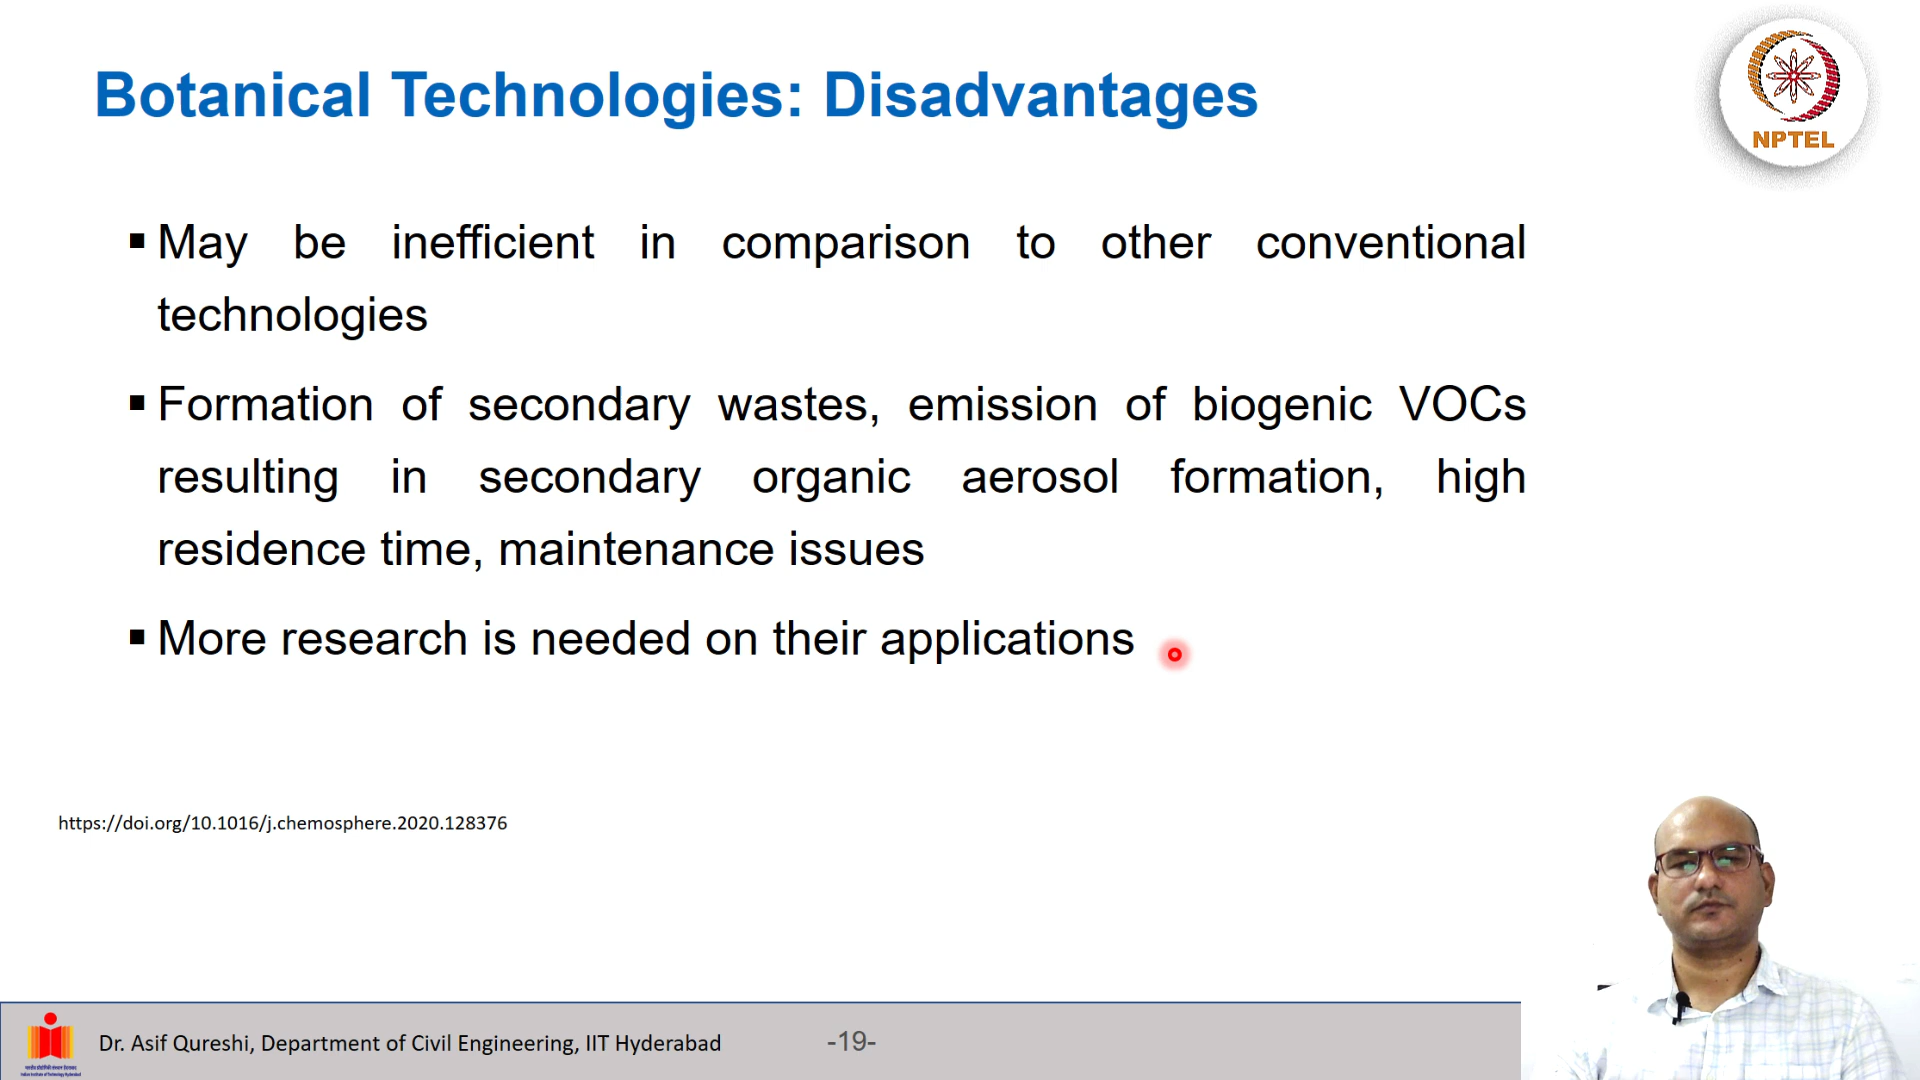 Botanical Technologies: Disadvantages
NPTEL
▪ May be inefficient in comparison to other conventional
technologies
▪ Formation of secondary wastes, emission of biogenic VOCs
resulting in secondary organic aerosol formation, high
residence time, maintenance issues
▪ More research is needed on their applications
https://doi.org/10.1016/j.chemosphere.2020.128376
Dr. Asif Qureshi, Department of Civil Engineering, IIT Hyderabad
-19-